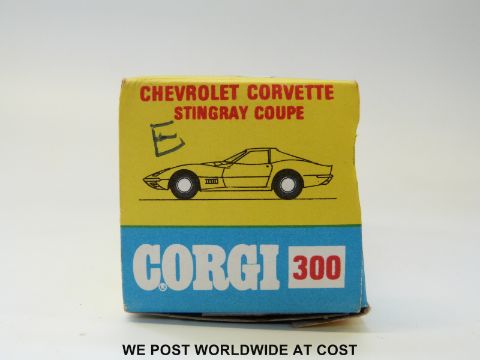 CHEVROLET CORVETTE
STINGRAY COUPE
E
CORGI® 300
WE POST WORLDWIDE AT COST